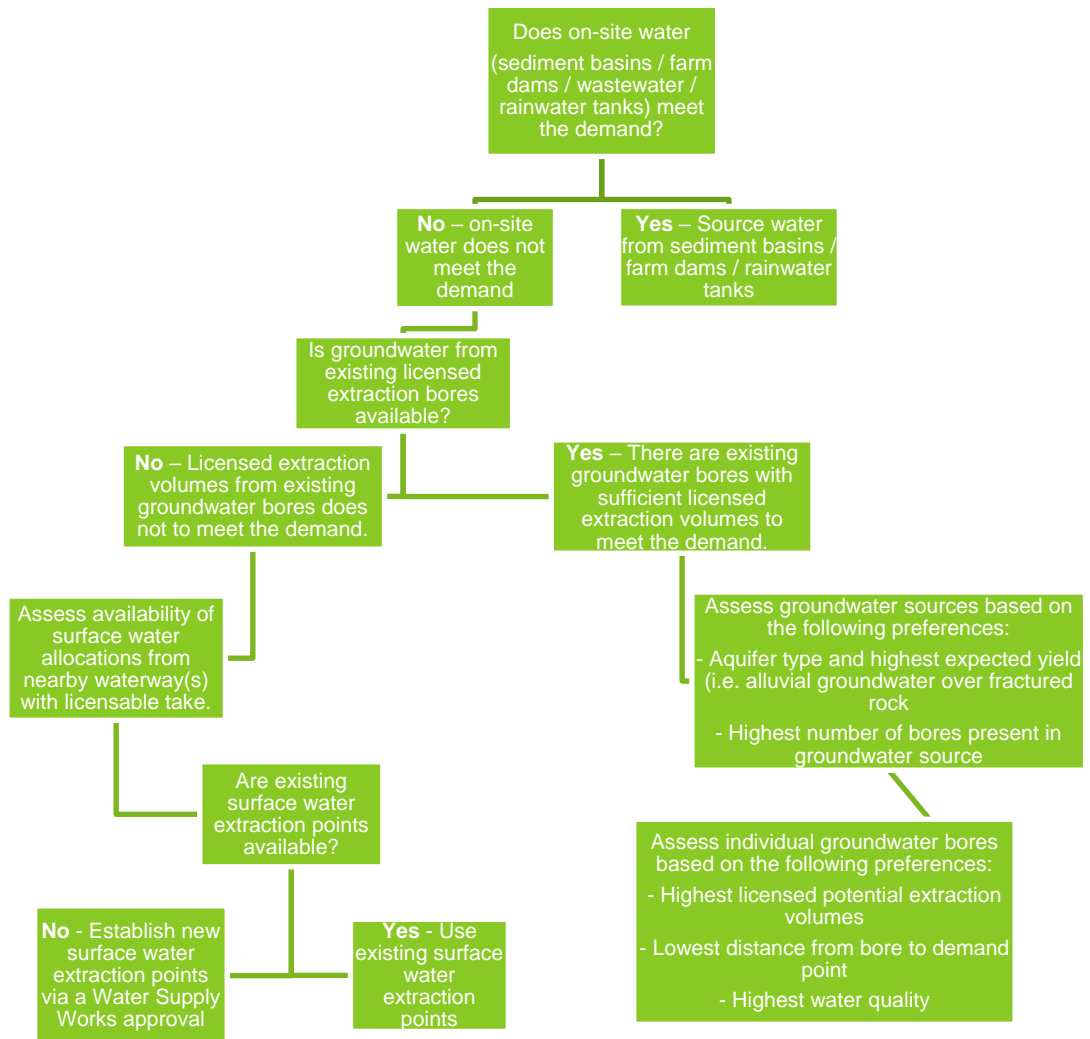 Does on-site water
(sediment basins / farm
dams / wastewater /
rainwater tanks) meet
the demand?
No – on-site
water does not
meet the
demand
Yes – Source water
from sediment basins /
farm dams / rainwater
tanks
Is groundwater from
existing licensed
extraction bores
available?
No – Licensed extraction
volumes from existing
groundwater bores does
not to meet the demand.
Yes – There are existing
groundwater bores with
sufficient licensed
extraction volumes to
meet the demand.
Assess availability of
surface water
allocations from
nearby waterway(s)
with licensable take.
Assess groundwater sources based on
the following preferences:
- Aquifer type and highest expected yield
(i.e. alluvial groundwater over fractured
rock
- Highest number of bores present in
groundwater source
Are existing
surface water
extraction points
available?
Assess individual groundwater bores
based on the following preferences:
- Highest licensed potential extraction
volumes
- Lowest distance from bore to demand
point
- Highest water quality
No - Establish new
surface water
extraction points
via a Water Supply
Works approval
Yes - Use
existing surface
water
extraction
points